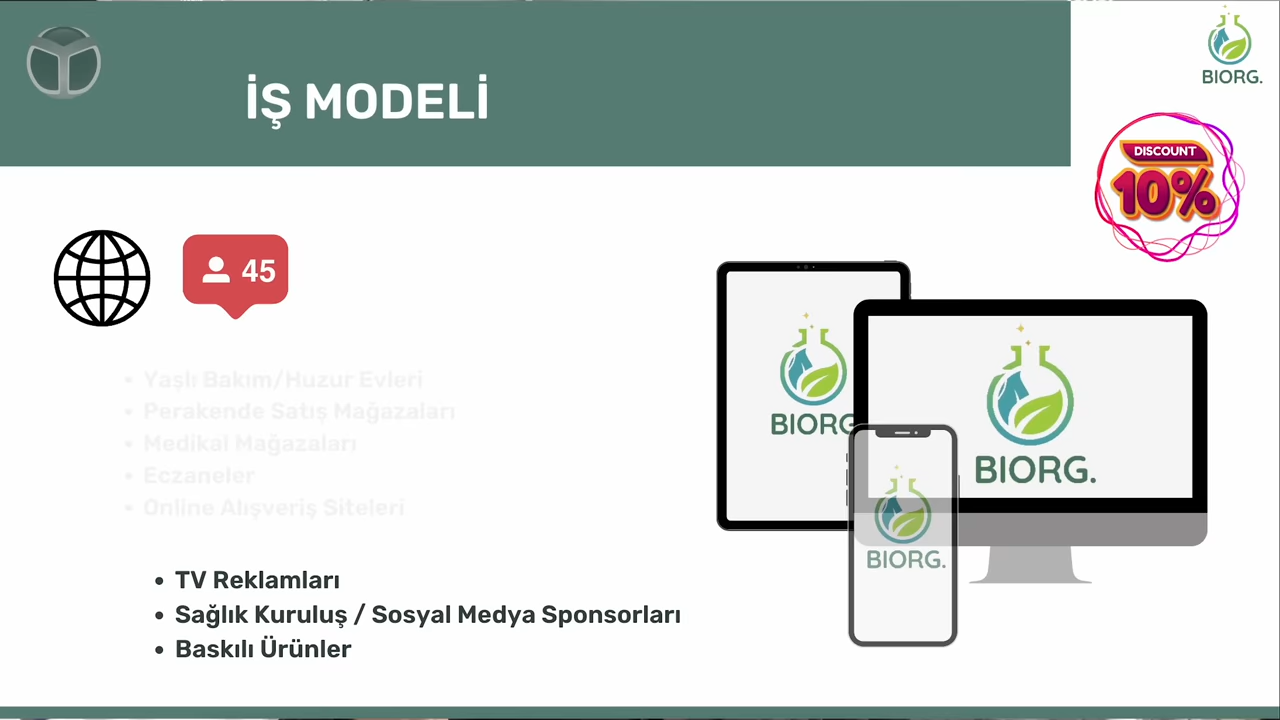 İŞ MODELİ
BIORG.
DISCOUNT
10%
45
• Yaşlı Bakım/Huzur Evleri
• Perakende Satış Mağazaları
• Medikal Mağazaları
• Eczaneler
• Online Alışveriş Siteleri
BIORG
BIORG.
BIORG.
• TV Reklamları
• Sağlık Kuruluş / Sosyal Medya Sponsorları
• Baskılı Ürünler